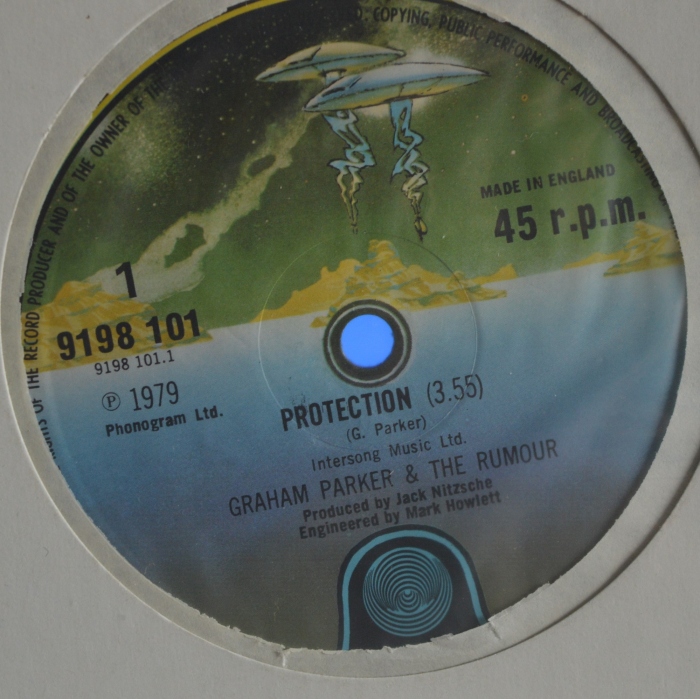 OF THE RECORD PRODUCER AND OF THE OWNER OF
COPYING, PUBLIC PERFORMANCE AND BROADCASTING
MADE IN ENGLAND
45 r.p.m.
1
9198 101
9198 101.1
℗ 1979
Phonogram Ltd.
PROTECTION (3.55)
(G. Parker)
Intersong Music Ltd.
GRAHAM PARKER & THE RUMOUR
Produced by Jack Nitzsche
Engineered by Mark Howlett